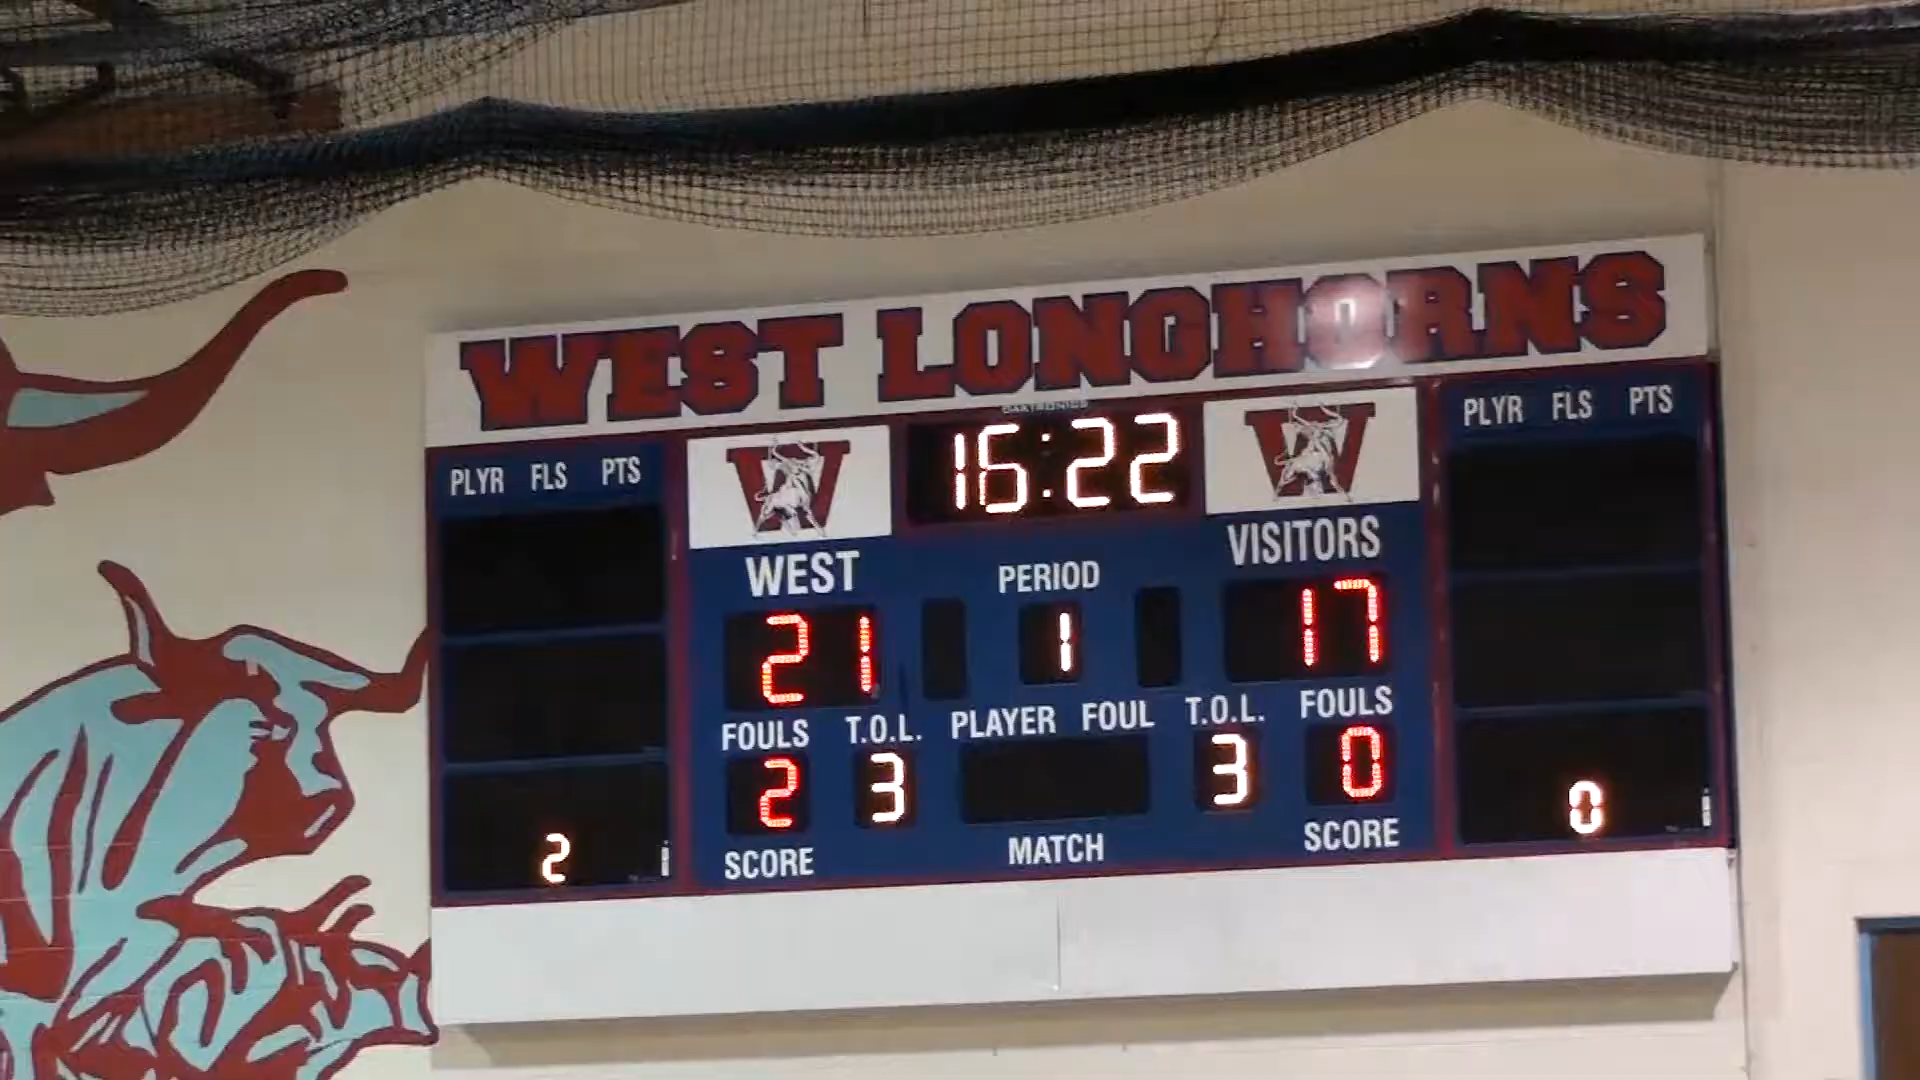 WEST LONGHORNS
DAKTRONICS
PLYR FLS PTS
W
16:22
W
PLYR FLS PTS
WEST
PERIOD
VISITORS
21
1
17
FOULS T.O.L. PLAYER FOUL T.O.L. FOULS
2
3
3
0
2
0
SCORE
MATCH
SCORE